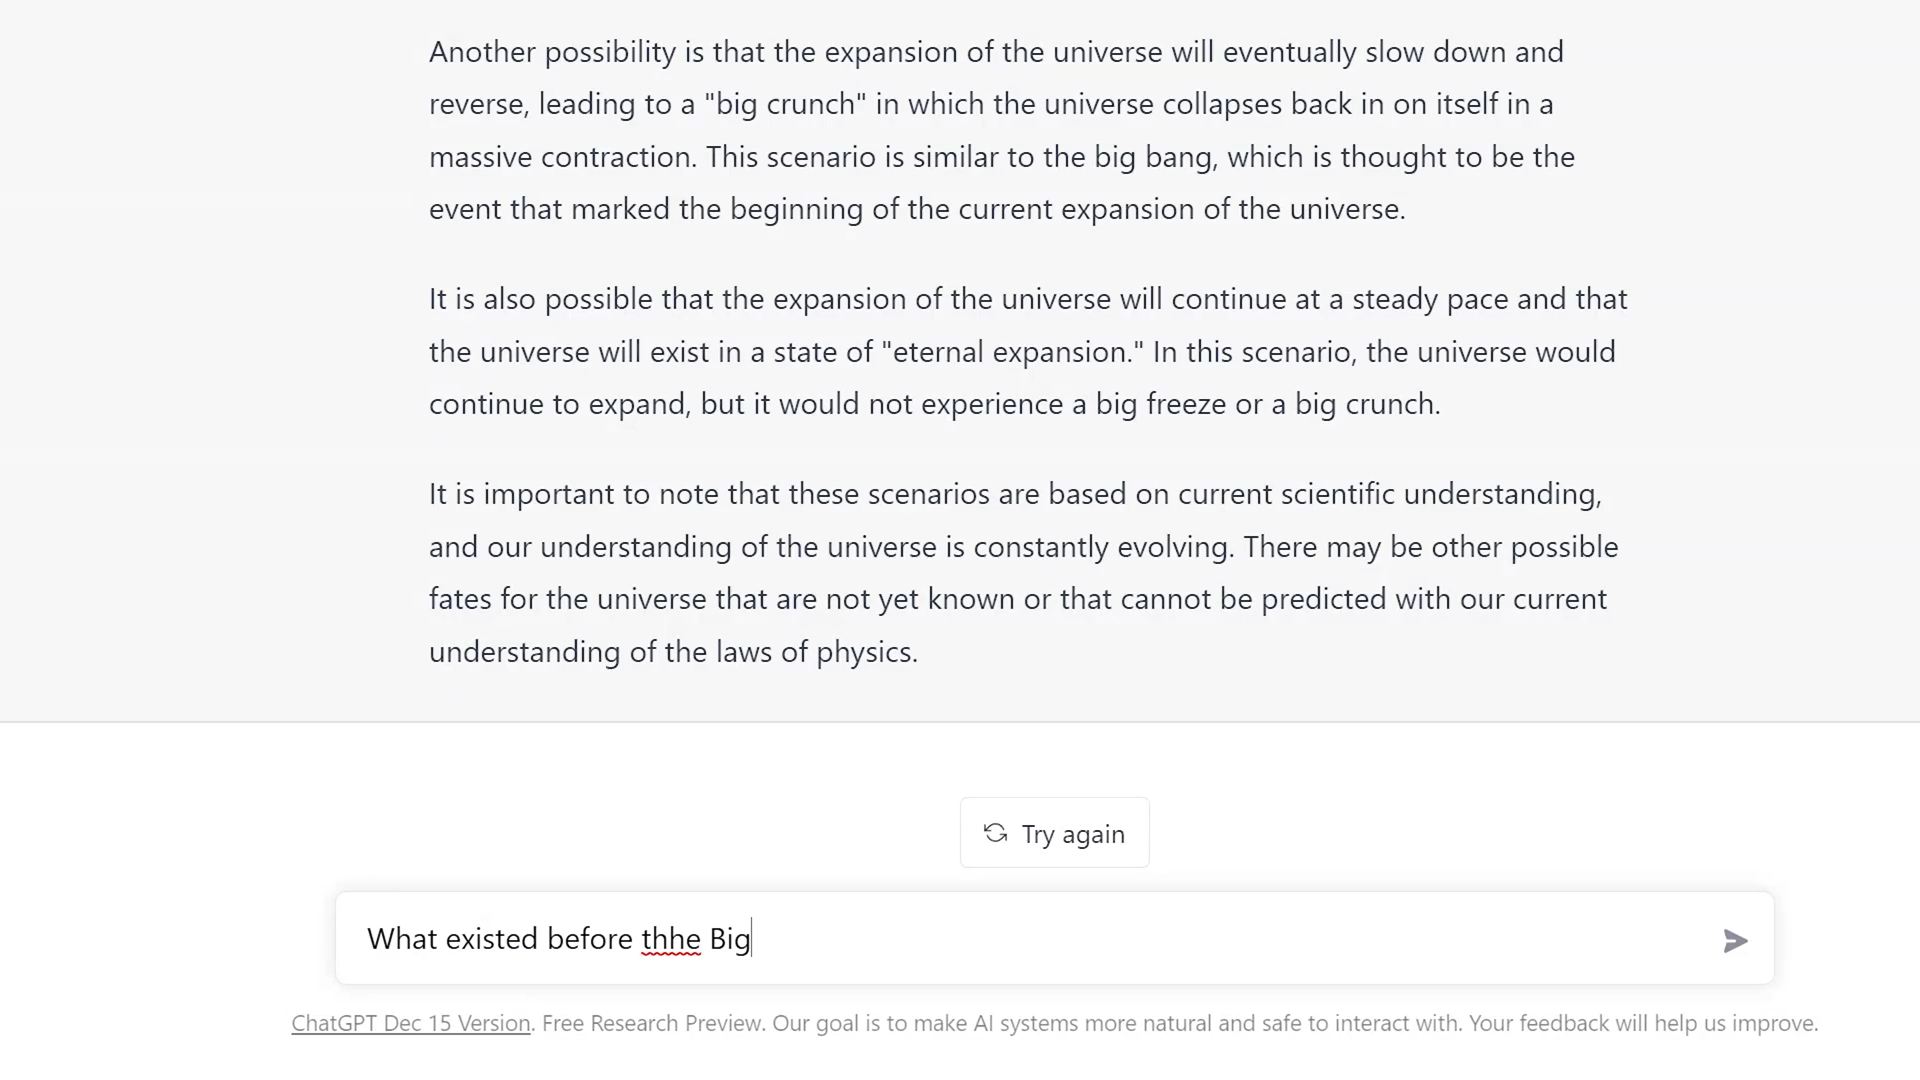 Another possibility is that the expansion of the universe will eventually slow down and
reverse, leading to a "big crunch" in which the universe collapses back in on itself in a
massive contraction. This scenario is similar to the big bang, which is thought to be the
event that marked the beginning of the current expansion of the universe.
It is also possible that the expansion of the universe will continue at a steady pace and that
the universe will exist in a state of "eternal expansion." In this scenario, the universe would
continue to expand, but it would not experience a big freeze or a big crunch.
It is important to note that these scenarios are based on current scientific understanding,
and our understanding of the universe is constantly evolving. There may be other possible
fates for the universe that are not yet known or that cannot be predicted with our current
understanding of the laws of physics.
Try again
What existed before thhe Big
ChatGPT Dec 15 Version. Free Research Preview. Our goal is to make AI systems more natural and safe to interact with. Your feedback will help us improve.